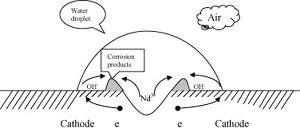 Water
droplet
Air
Corrosion
products
OH⁻
OH⁻
Nd³⁺
Cathode
e
e
Cathode